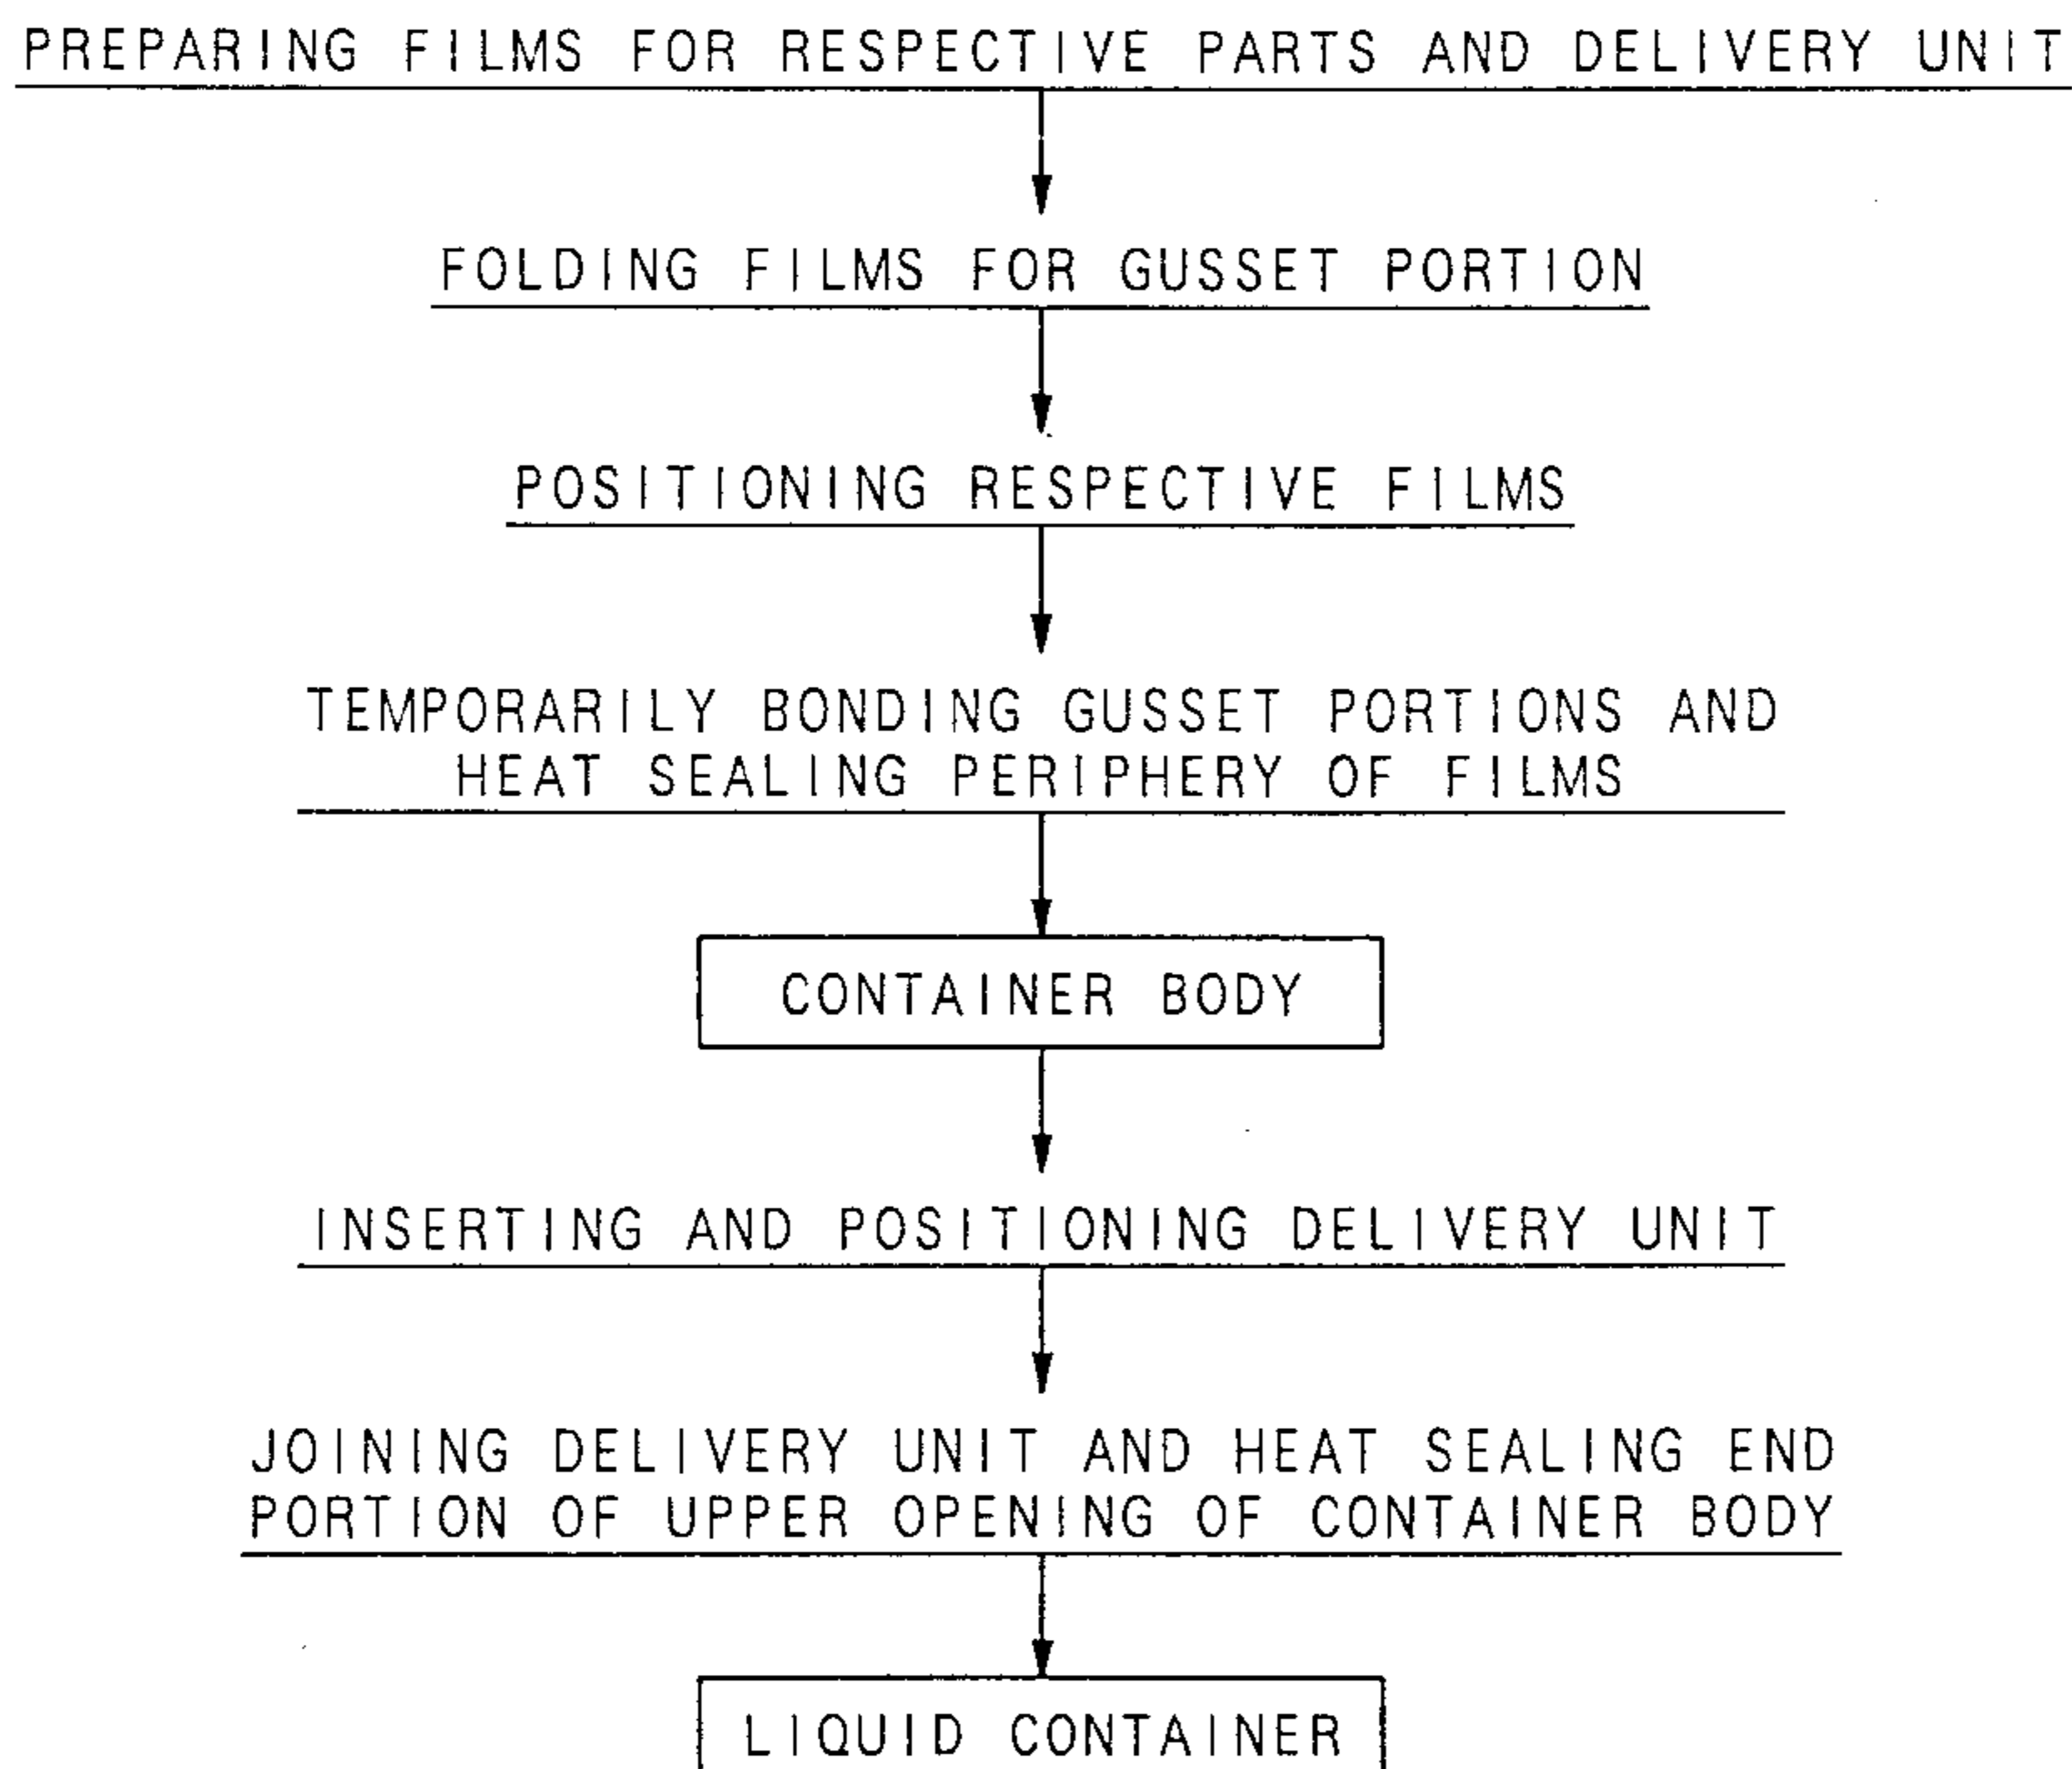 PREPARING FILMS FOR RESPECTIVE PARTS AND DELIVERY UNIT
FOLDING FILMS FOR GUSSET PORTION
POSITIONING RESPECTIVE FILMS
TEMPORARILY BONDING GUSSET PORTIONS AND
HEAT SEALING PERIPHERY OF FILMS
CONTAINER BODY
INSERTING AND POSITIONING DELIVERY UNIT
JOINING DELIVERY UNIT AND HEAT SEALING END
PORTION OF UPPER OPENING OF CONTAINER BODY
LIQUID CONTAINER